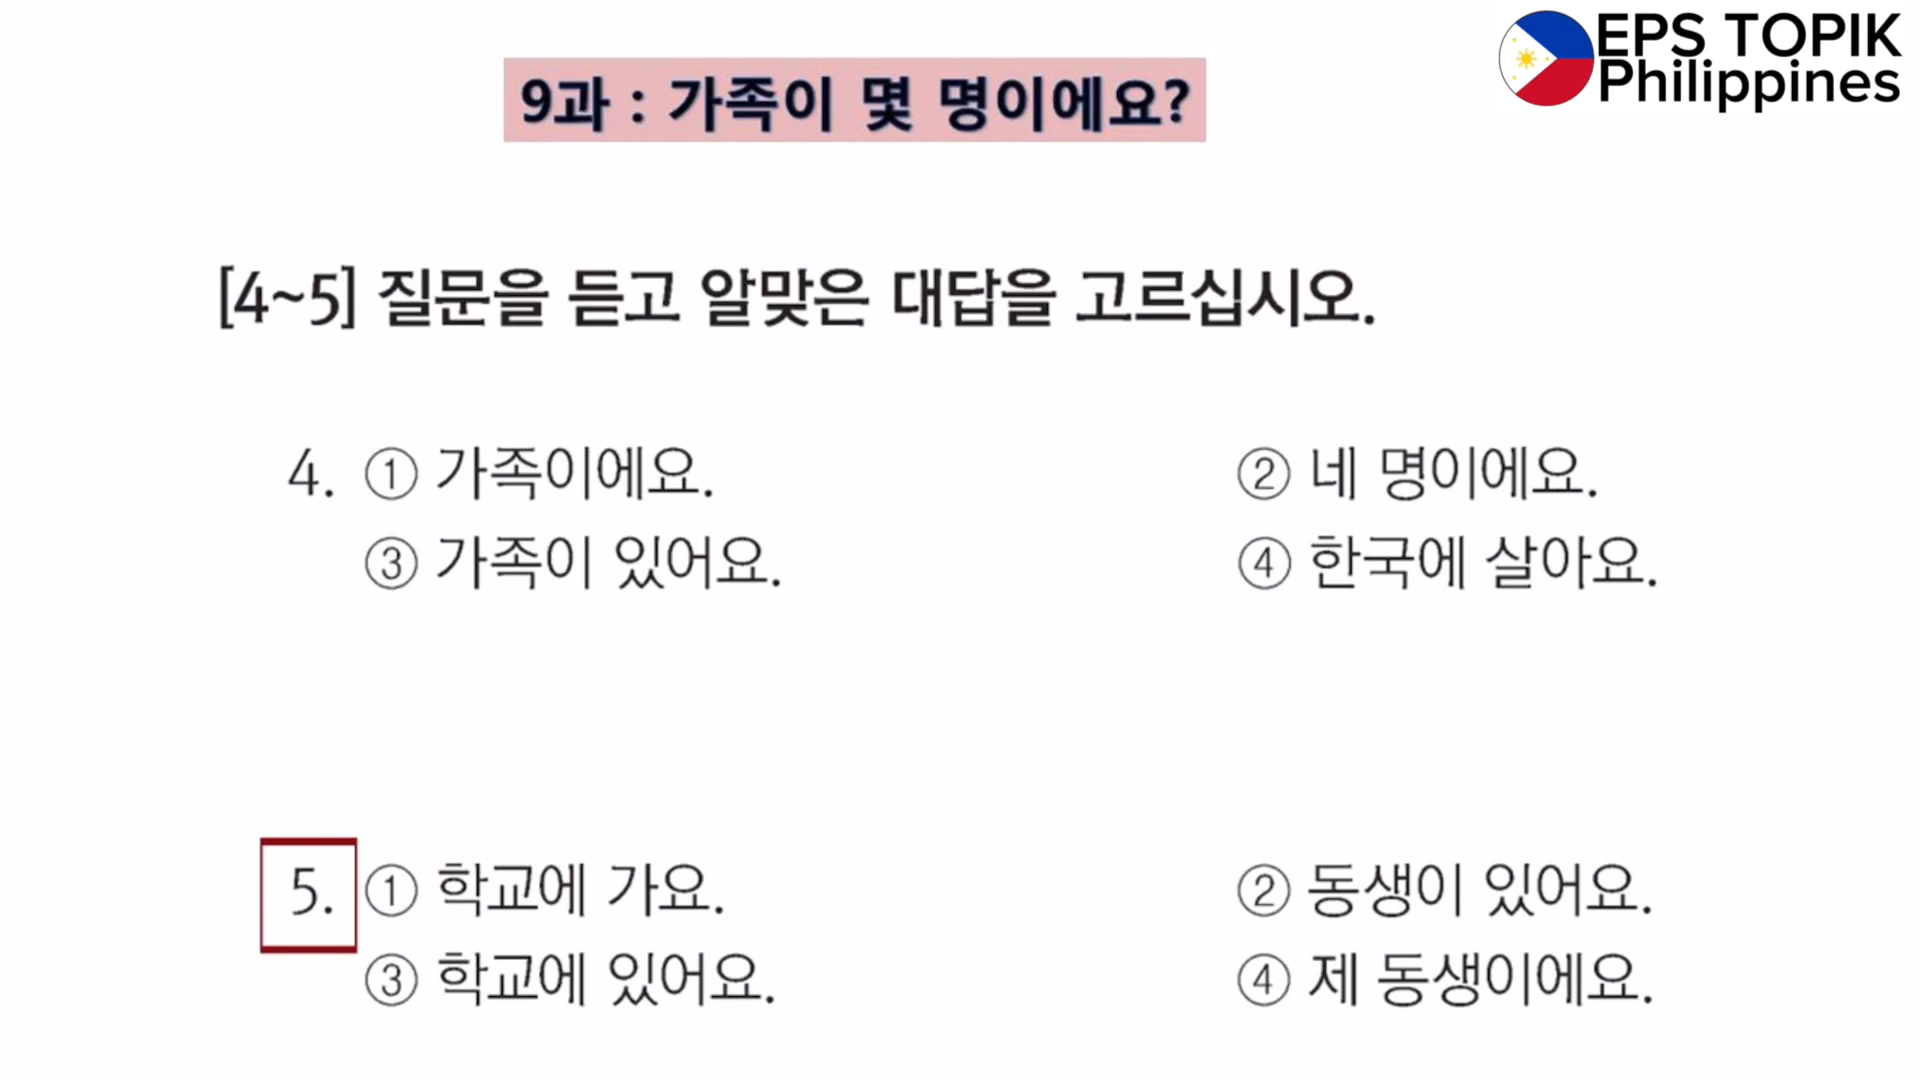 EPS TOPIK
Philippines
9과 : 가족이 몇 명이에요?
[4~5] 질문을 듣고 알맞은 대답을 고르십시오.
4. ① 가족이에요. ② 네 명이에요.
③ 가족이 있어요. ④ 한국에 살아요.
5. ① 학교에 가요. ② 동생이 있어요.
③ 학교에 있어요. ④ 제 동생이에요.